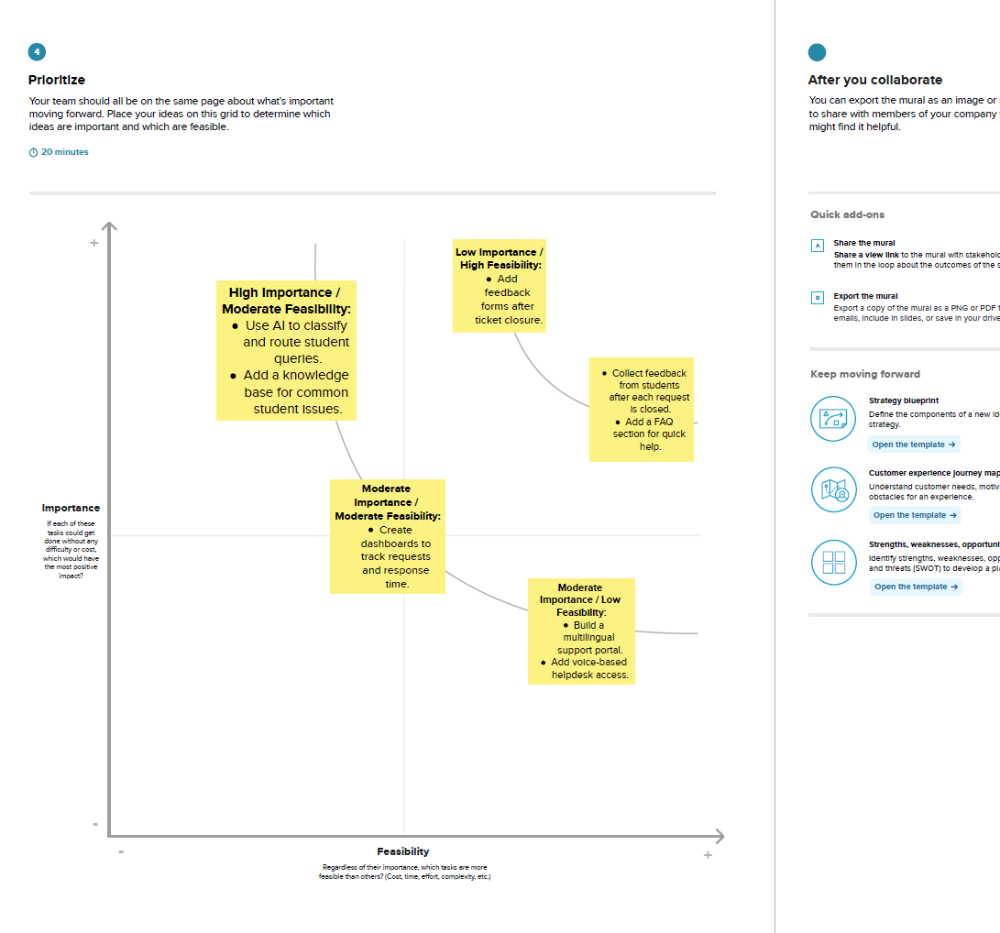 4
Prioritize
Your team should all be on the same page about what's important
moving forward. Place your ideas on this grid to determine which
ideas are important and which are feasible.
20 minutes
+
Low Importance /
High Feasibility:
● Add
feedback
forms after
ticket closure.
High Importance /
Moderate Feasibility:
● Use AI to classify
and route student
queries.
● Add a knowledge
base for common
student issues.
● Collect feedback
from students
after each request
is closed.
● Add a FAQ
section for quick
help.
Moderate
Importance /
Moderate Feasibility:
● Create
dashboards to
track requests
and response
time.
Importance
If each of these
tasks could get
done without any
difficulty or cost,
which would have
the most positive
impact?
Moderate
Importance / Low
Feasibility:
● Build a
multilingual
support portal.
● Add voice-based
helpdesk access.
-
-
Feasibility
+
Regardless of their importance, which tasks are more
feasible than others? (Cost, time, effort, complexity, etc.)
After you collaborate
You can export the mural as an image or
to share with members of your company
might find it helpful.
Quick add-ons
A
Share the mural
Share a view link to the mural with stakehold
them in the loop about the outcomes of the s
B
Export the mural
Export a copy of the mural as a PNG or PDF t
emails, include in slides, or save in your drive
Keep moving forward
Strategy blueprint
Define the components of a new id
strategy.
Open the template →
Customer experience journey map
Understand customer needs, motiv
obstacles for an experience.
Open the template →
Strengths, weaknesses, opportuni
Identify strengths, weaknesses, opp
and threats (SWOT) to develop a pla
Open the template →